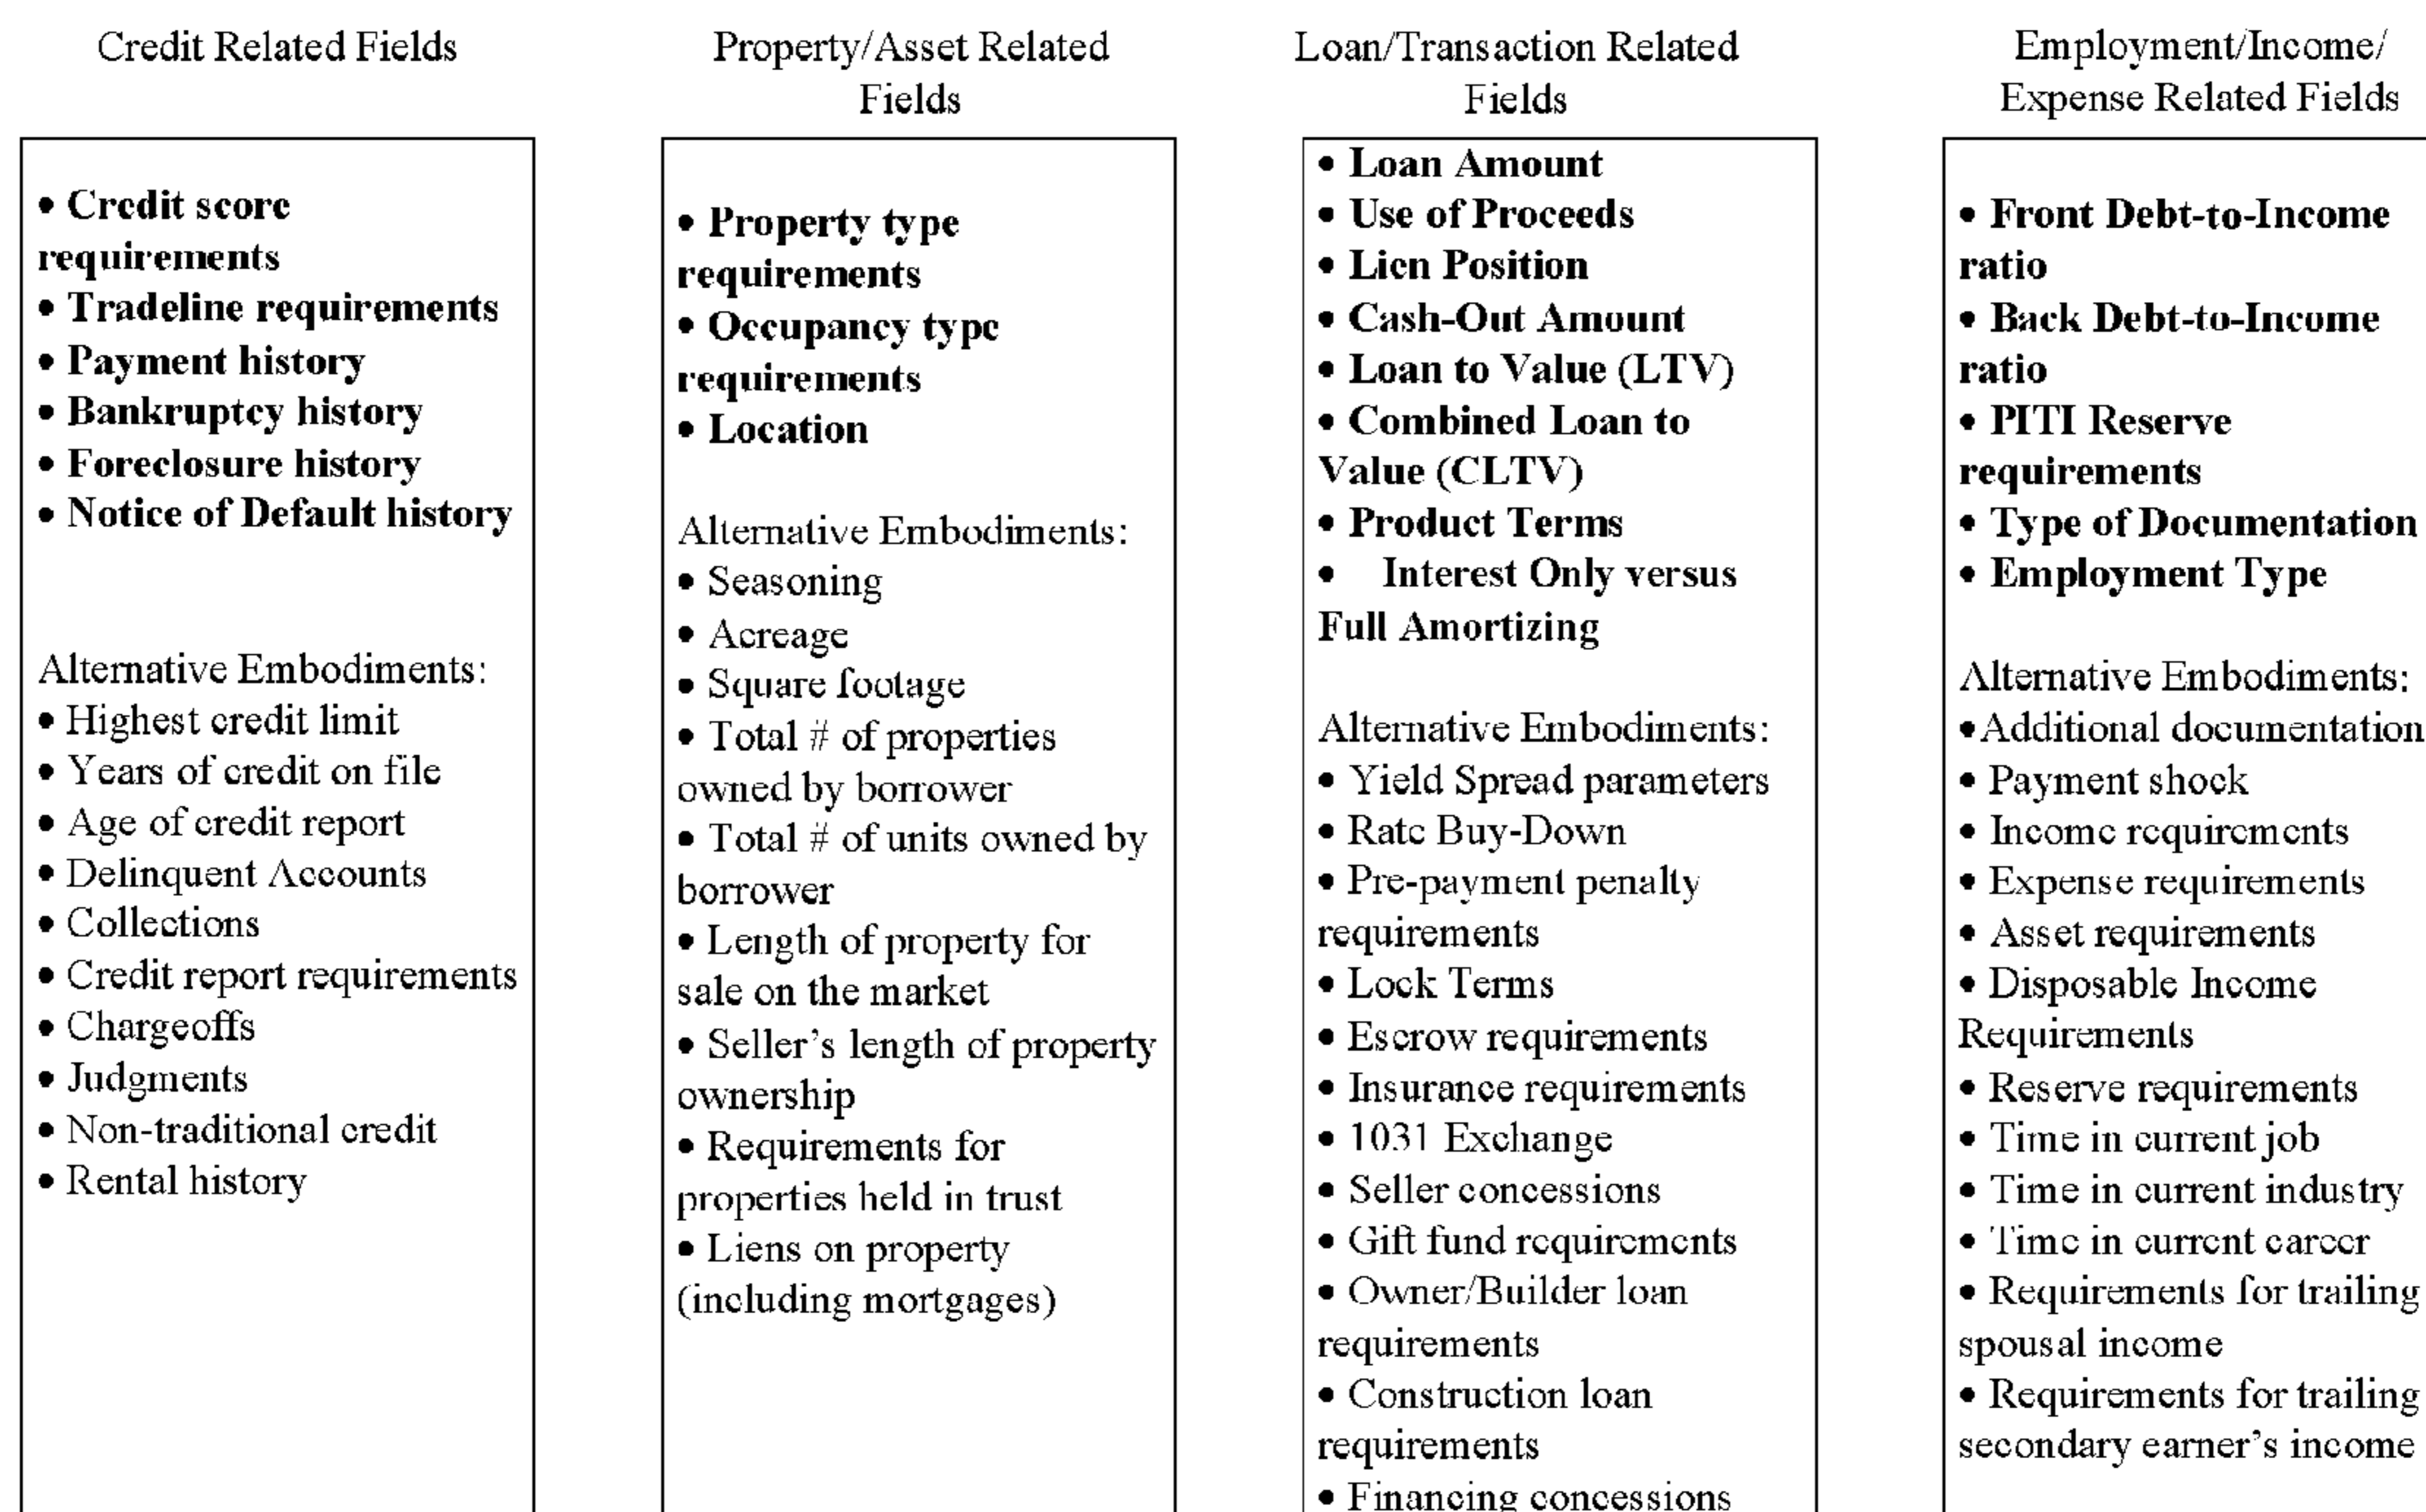 Credit Related Fields
• Credit score
requirements
• Tradeline requirements
• Payment history
• Bankruptcy history
• Foreclosure history
• Notice of Default history
Alternative Embodiments:
• Highest credit limit
• Years of credit on file
• Age of credit report
• Delinquent Accounts
• Collections
• Credit report requirements
• Chargeoffs
• Judgments
• Non-traditional credit
• Rental history
Property/Asset Related
Fields
• Property type
requirements
• Occupancy type
requirements
• Location
Alternative Embodiments:
• Seasoning
• Acreage
• Square footage
• Total # of properties
owned by borrower
• Total # of units owned by
borrower
• Length of property for
sale on the market
• Seller's length of property
ownership
• Requirements for
properties held in trust
• Liens on property
(including mortgages)
Loan/Transaction Related
Fields
• Loan Amount
• Use of Proceeds
• Lien Position
• Cash-Out Amount
• Loan to Value (LTV)
• Combined Loan to
Value (CLTV)
• Product Terms
• Interest Only versus
Full Amortizing
Alternative Embodiments:
• Yield Spread parameters
• Rate Buy-Down
• Pre-payment penalty
requirements
• Lock Terms
• Escrow requirements
• Insurance requirements
• 1031 Exchange
• Seller concessions
• Gift fund requirements
• Owner/Builder loan
requirements
• Construction loan
requirements
• Financing concessions
Employment/Income/
Expense Related Fields
• Front Debt-to-Income
ratio
• Back Debt-to-Income
ratio
• PITI Reserve
requirements
• Type of Documentation
• Employment Type
Alternative Embodiments:
•Additional documentation
• Payment shock
• Income requirements
• Expense requirements
• Asset requirements
• Disposable Income
Requirements
• Reserve requirements
• Time in current job
• Time in current industry
• Time in current career
• Requirements for trailing
spousal income
• Requirements for trailing
secondary earner's income